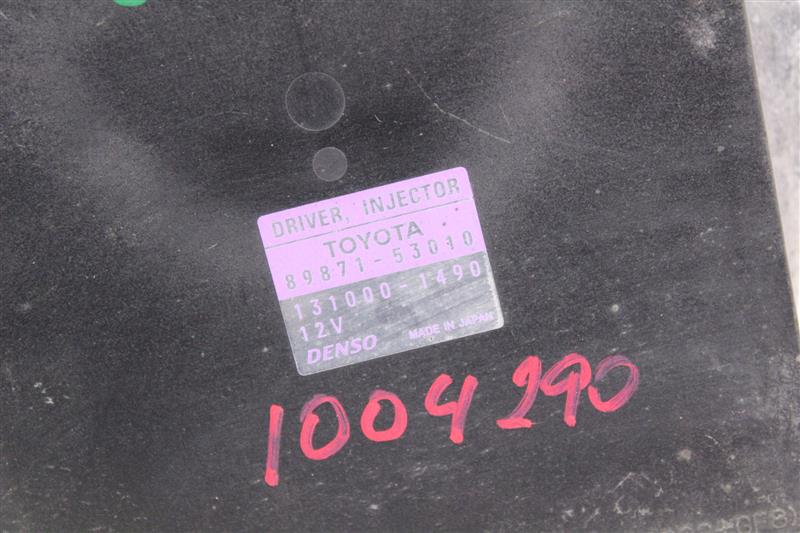 DRIVER, INJECTOR
TOYOTA
89871-53010
131000-1490
12V
DENSO MADE IN JAPAN
1004290